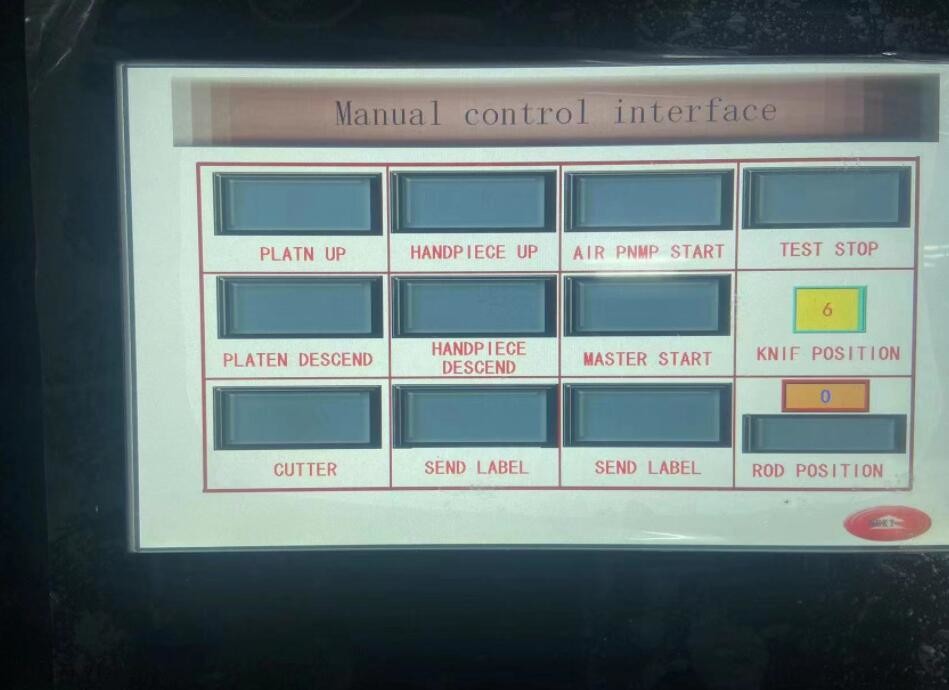 Manual control interface
PLATN UP
HANDPIECE UP
AIR PNMP START
TEST STOP
PLATEN DESCEND
HANDPIECE
DESCEND
MASTER START
6
KNIF POSITION
CUTTER
SEND LABEL
SEND LABEL
0
ROD POSITION